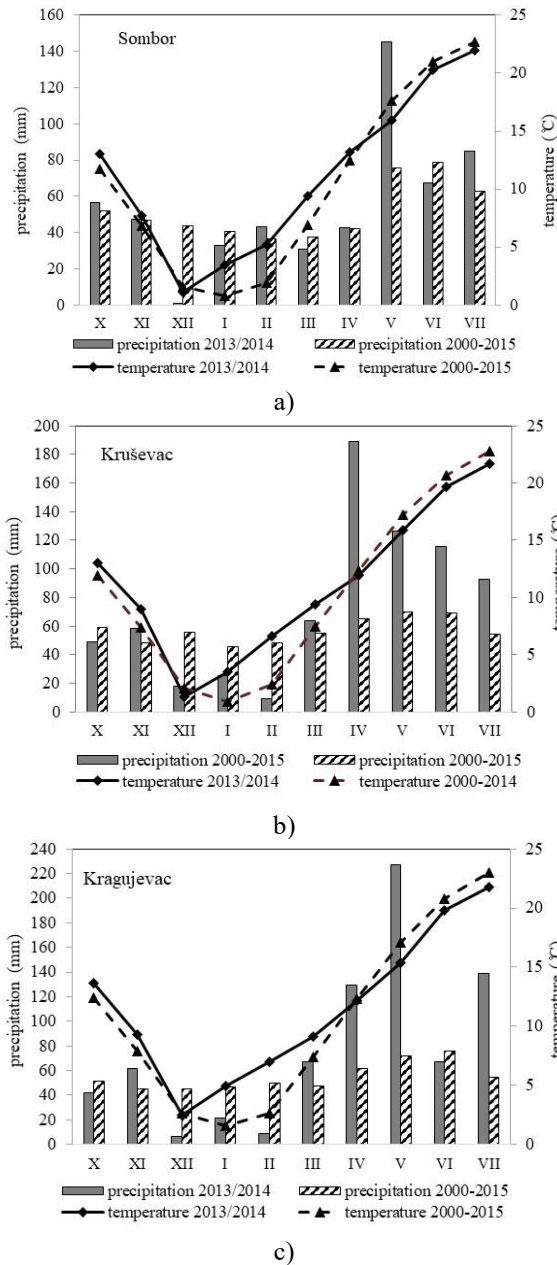 Sombor
precipitation (mm)
160
140
120
100
80
60
40
20
0
25
20
15
10
5
0
temperature (℃)
X XI XII I II III IV V VI VII
precipitation 2013/2014 precipitation 2000-2015
temperature 2013/2014 temperature 2000-2015
a)
Kruševac
precipitation (mm)
200
180
160
140
120
100
80
60
40
20
0
25
20
15
10
5
0
temperature (℃)
X XI XII I II III IV V VI VII
precipitation 2000-2015 precipitation 2000-2015
temperature 2013/2014 temperature 2000-2014
b)
Kragujevac
precipitation (mm)
240
220
200
180
160
140
120
100
80
60
40
20
0
25
20
15
10
5
0
temperature (℃)
X XI XII I II III IV V VI VII
precipitation 2013/2014 precipitation 2000-2015
temperature 2013/2014 temperature 2000-2015
c)